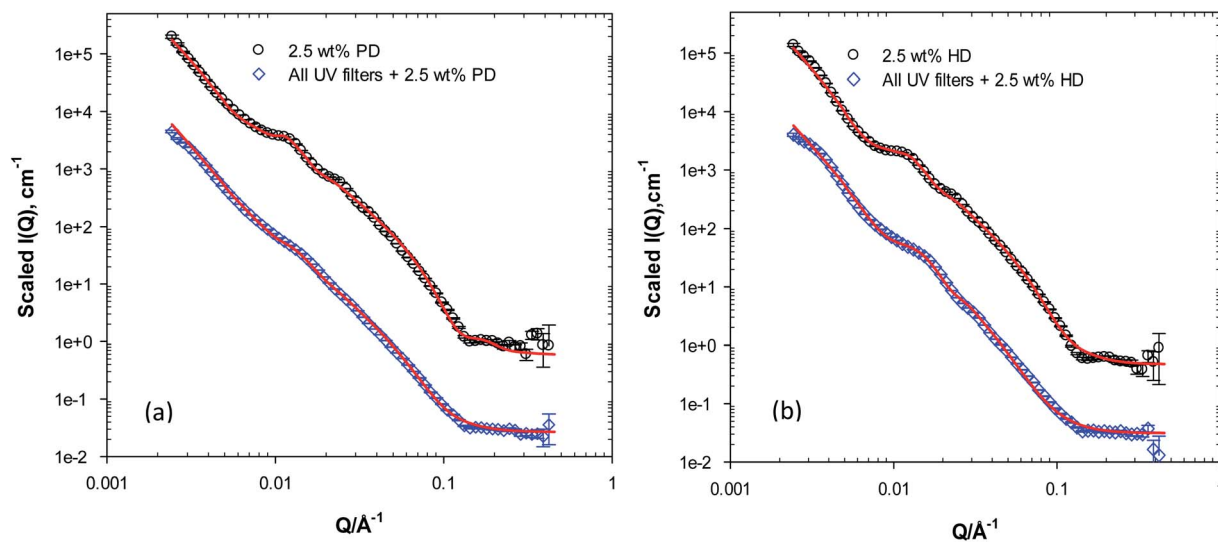 1e+5
1e+4
1e+3
1e+2
1e+1
1e+0
1e-1
1e-2
Scaled I(Q), cm-1
2.5 wt% PD
All UV filters + 2.5 wt% PD
(a)
0.001 0.01 0.1 1
Q/Å-1
1e+5
1e+4
1e+3
1e+2
1e+1
1e+0
1e-1
1e-2
Scaled I(Q),cm-1
2.5 wt% HD
All UV filters + 2.5 wt% HD
(b)
0.001 0.01 0.1 1
Q/Å-1